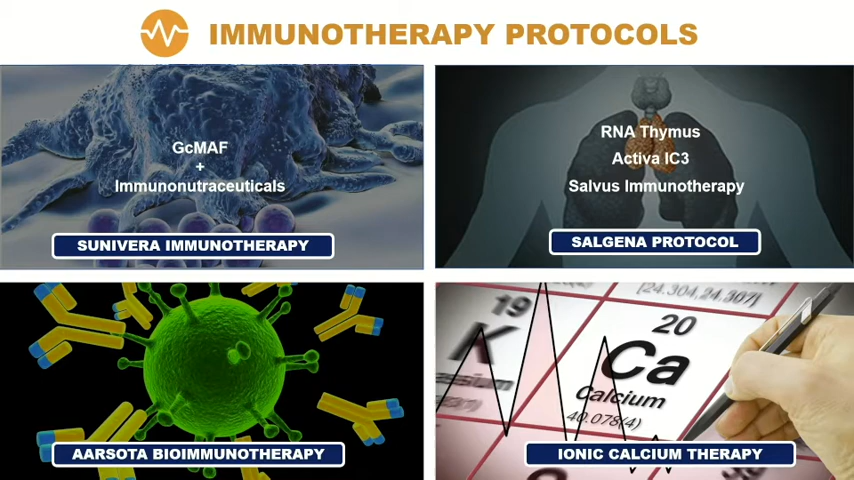 IMMUNOTHERAPY PROTOCOLS
GcMAF
+
Immunonutraceuticals
SUNIVERA IMMUNOTHERAPY
RNA Thymus
Activa IC3
Salvus Immunotherapy
SALGENA PROTOCOL
AARSOTA BIOIMMUNOTHERAPY
[24.304,24.307]
19
K
20
Ca
Calcium
40.078(4)
IONIC CALCIUM THERAPY